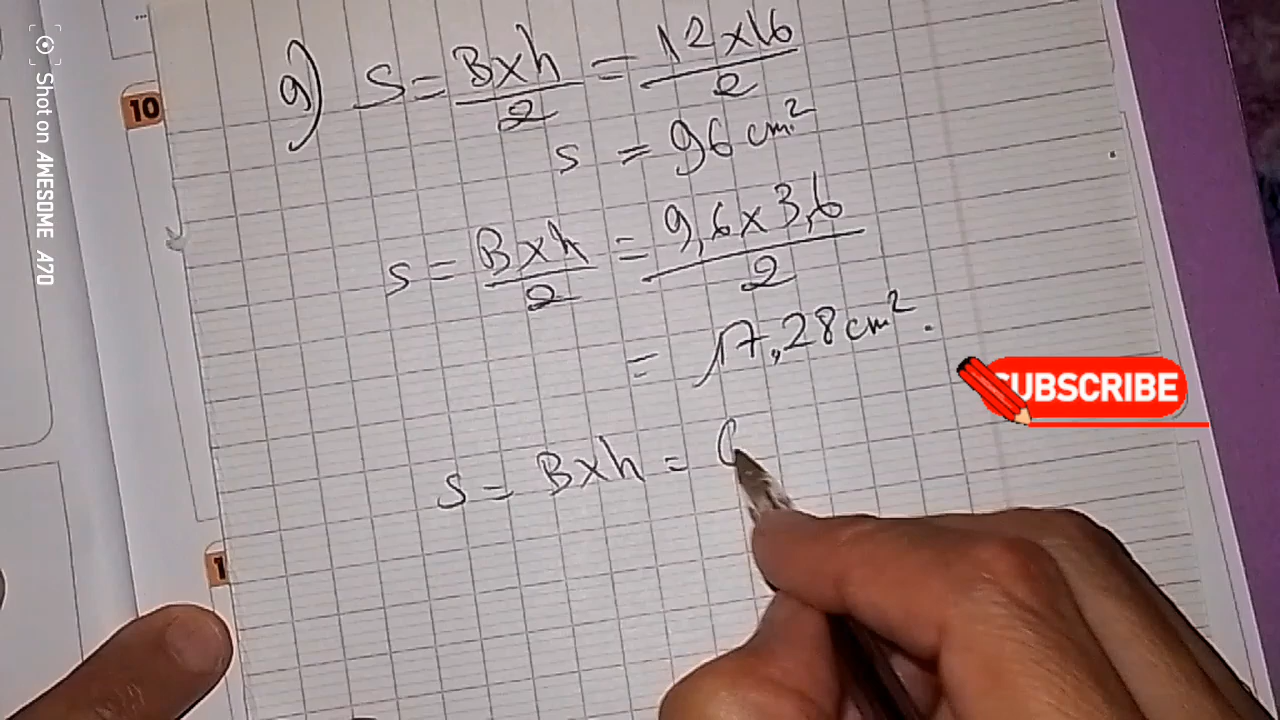 Shot on AWESOME A70
10
9) S = B×h/2 = 12×16/2
s = 96 cm²
s = B×h/2 = 9,6×3,6/2
= 17,28 cm².
SUBSCRIBE
s = B×h =
1